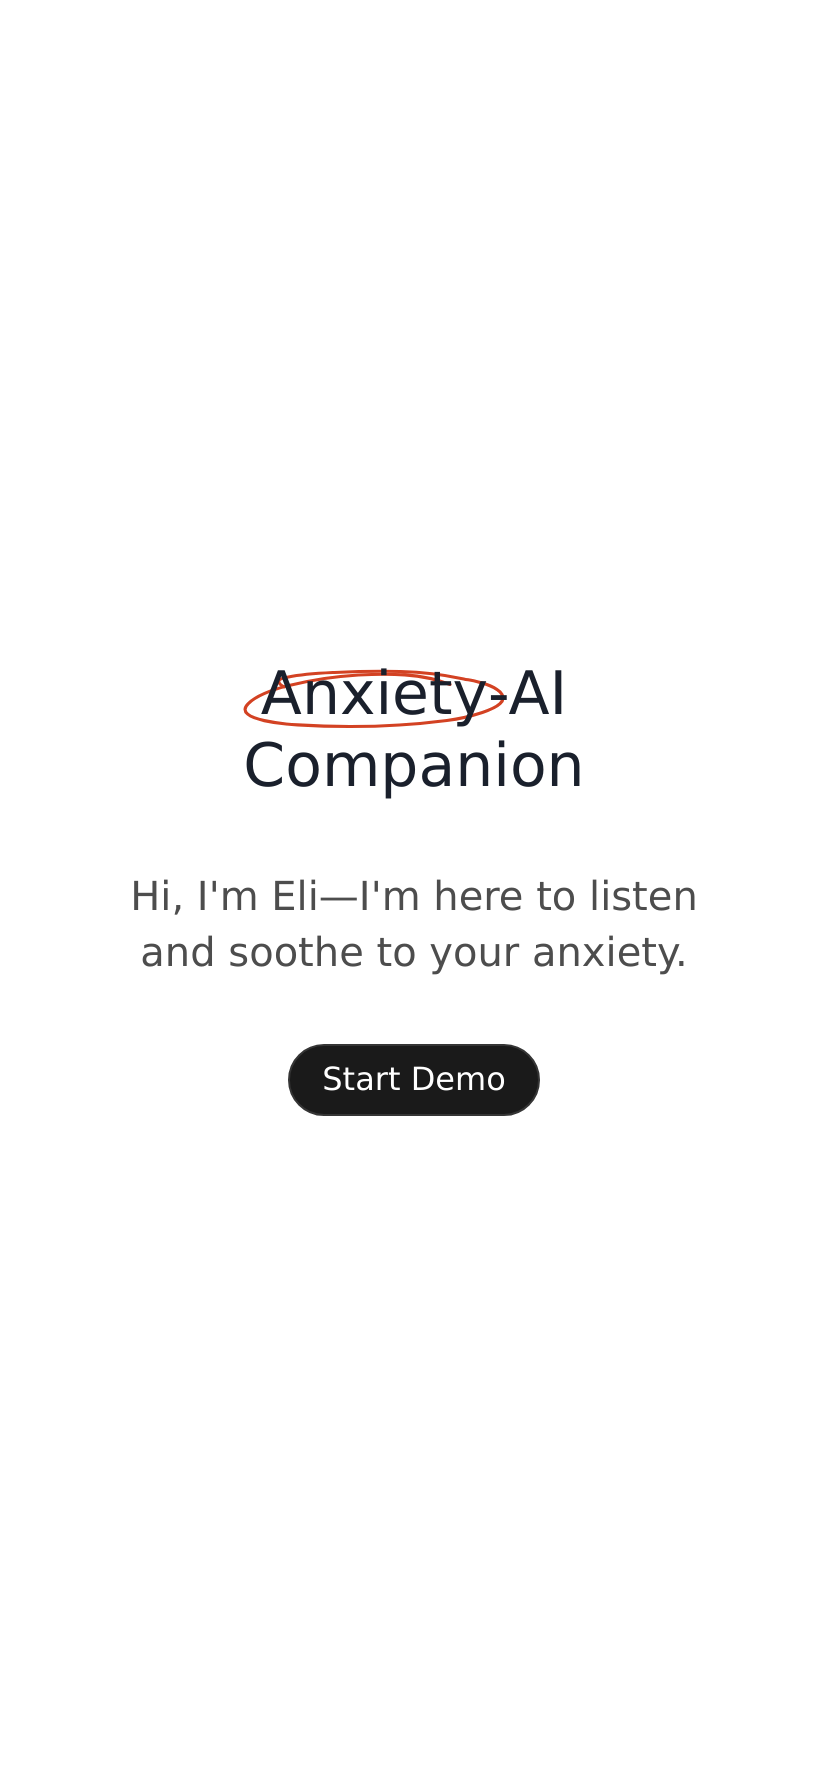 Anxiety-AI
Companion
Hi, I'm Eli—I'm here to listen
and soothe to your anxiety.
Start Demo